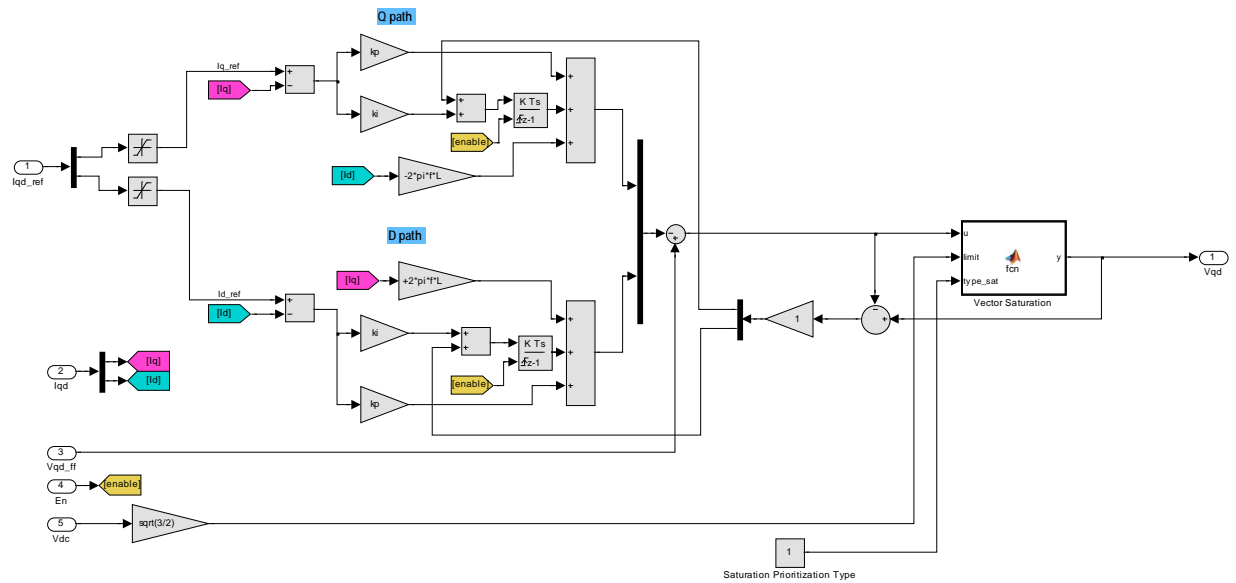 Q path
kp
Iq_ref
+
−
[Iq]
ki
+
+
K Ts
z-1
+
+
+
[enable]
1
Iqd_ref
[Id]
-2*pi*f*L
D path
−
+
u
limit
type_sat
fcn
y
Vector Saturation
1
Vqd
[Iq]
+2*pi*f*L
Id_ref
+
−
[Id]
ki
+
+
K Ts
z-1
+
+
+
1
−
+
2
Iqd
[Iq]
[Id]
[enable]
kp
3
Vqd_ff
4
En
[enable]
5
Vdc
sqrt(3/2)
1
Saturation Prioritization Type